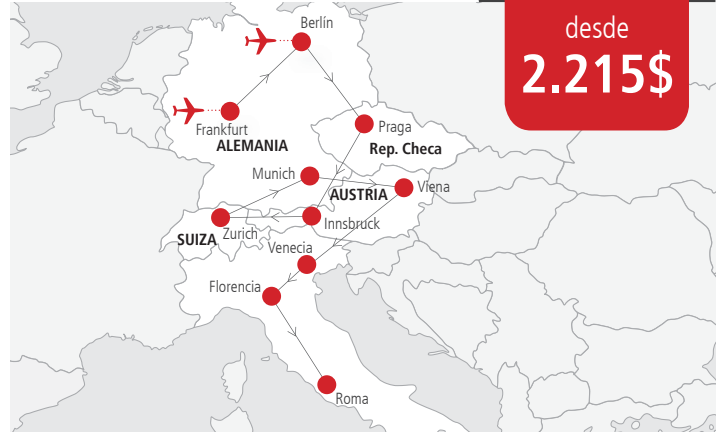 desde
2.215$
Berlín
Frankfurt
ALEMANIA
Praga
Rep. Checa
Munich
AUSTRIA
Viena
SUIZA
Zurich
Innsbruck
Venecia
Florencia
Roma